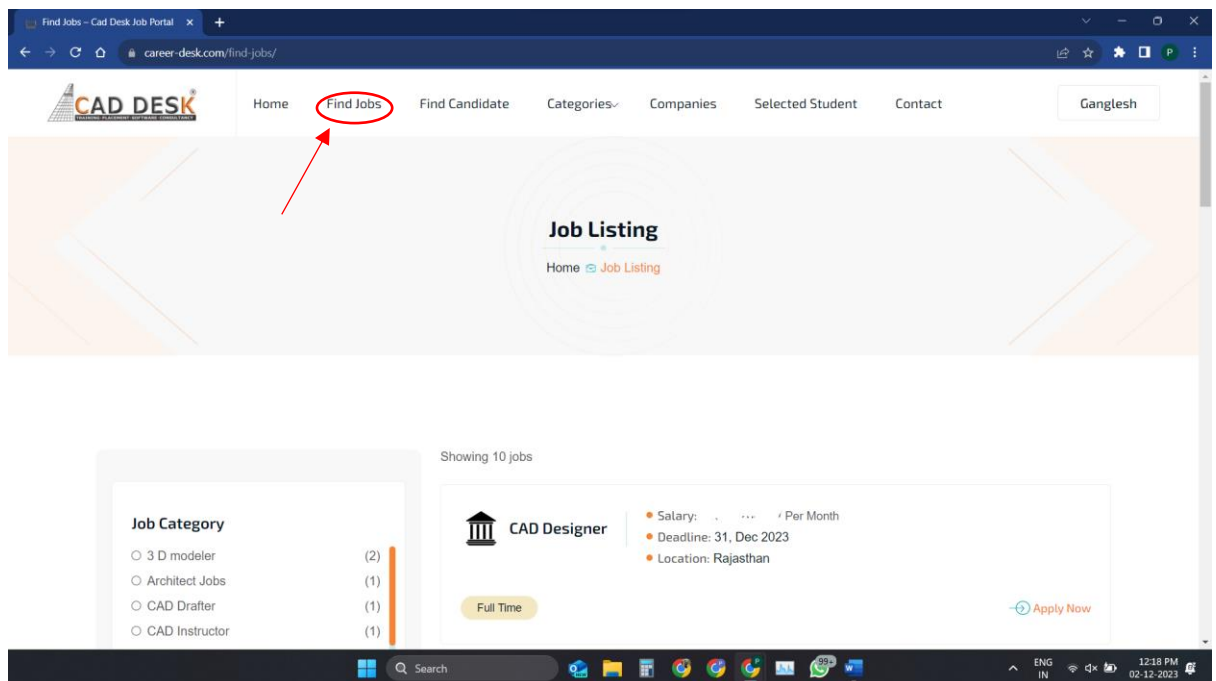 Find Jobs – Cad Desk Job Portal
career-desk.com/find-jobs/
P
CAD DESK
TRAINING PLACEMENT SOFTWARE CONSULTANCY
Home Find Jobs Find Candidate Categories Companies Selected Student Contact Ganglesh
Job Listing
Home Job Listing
Showing 10 jobs
Job Category
3 D modeler (2)
Architect Jobs (1)
CAD Drafter (1)
CAD Instructor (1)
CAD Designer
Salary: Per Month
Deadline: 31, Dec 2023
Location: Rajasthan
Full Time
Apply Now
Search
99+
ENG
IN
12:18 PM
02-12-2023